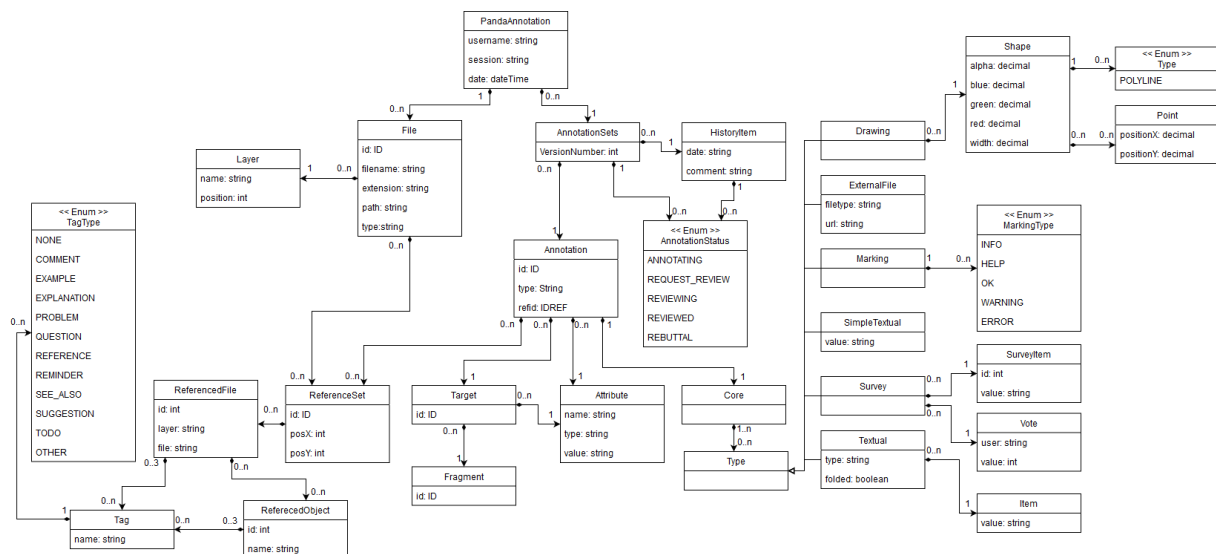 PandaAnnotation
username: string
session: string
date: dateTime
1
0..n
0..n
1
File
id: ID
filename: string
extension: string
path: string
type:string
AnnotationSets
VersionNumber: int
0..n
1
HistoryItem
date: string
comment: string
Layer
name: string
position: int
1
0..n
0..n
0..n
1
1
0..n
0..n
1
<< Enum >>
TagType
NONE
COMMENT
EXAMPLE
EXPLANATION
PROBLEM
QUESTION
REFERENCE
REMINDER
SEE_ALSO
SUGGESTION
TODO
OTHER
0..n
1
<< Enum >>
AnnotationStatus
ANNOTATING
REQUEST_REVIEW
REVIEWING
REVIEWED
REBUTTAL
Annotation
id: ID
type: String
refid: IDREF
0..n
0..n
0..n
1
0..n
0..n
1
1
1
ReferencedFile
id: int
layer: string
file: string
0..n
ReferenceSet
id: ID
posX: int
posY: int
Target
id: ID
0..n
1
0..n
1
Attribute
name: string
type: string
value: string
Core
1..n
0..n
Type
Fragment
id: ID
0..3
0..n
0..n
0..n
Tag
name: string
0..n
0..3
ReferecedObject
id: int
name: string
Shape
alpha: decimal
blue: decimal
green: decimal
red: decimal
width: decimal
1
0..n
<< Enum >>
Type
POLYLINE
0..n
0..n
Point
positionX: decimal
positionY: decimal
Drawing
0..n
1
ExternalFile
filetype: string
url: string
Marking
1
0..n
<< Enum >>
MarkingType
INFO
HELP
OK
WARNING
ERROR
SimpleTextual
value: string
Survey
0..n
1
0..n
1
SurveyItem
id: int
value: string
Vote
user: string
value: int
Textual
type: string
folded: boolean
0..n
1
Item
value: string